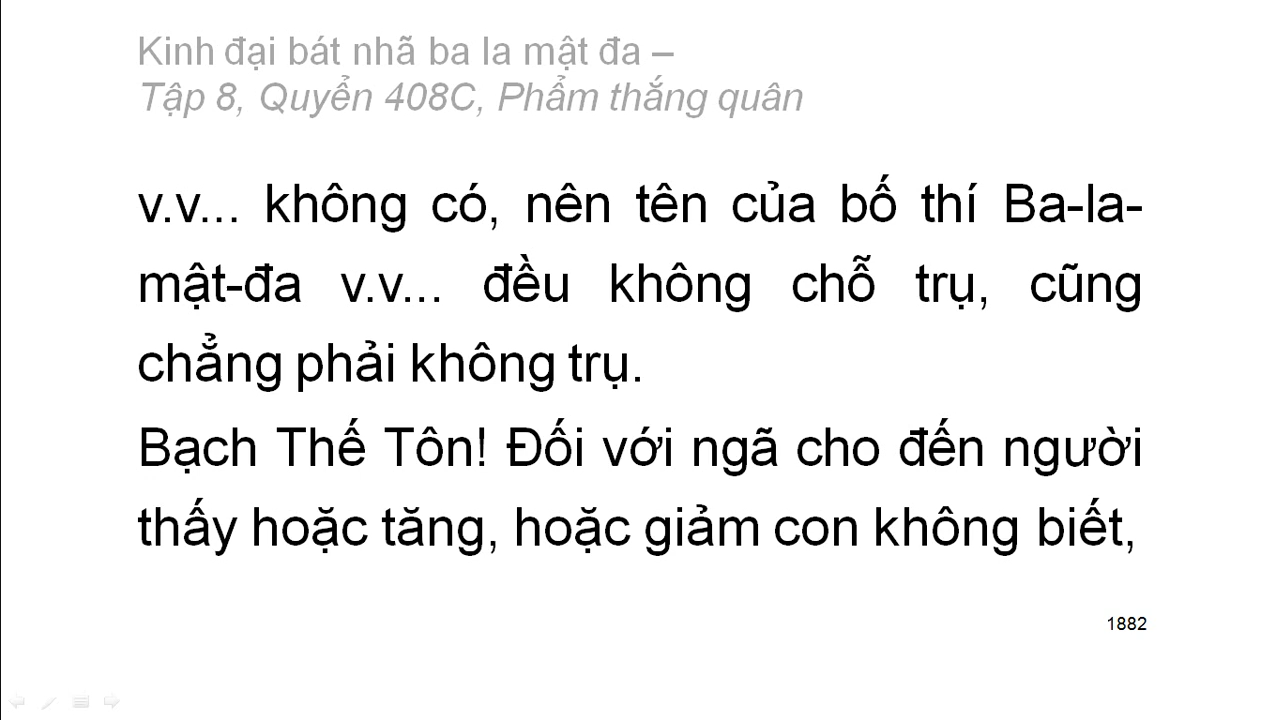 Kinh đại bát nhã ba la mật đa –
Tập 8, Quyển 408C, Phẩm thắng quân
v.v... không có, nên tên của bố thí Ba-la-
mật-đa v.v... đều không chỗ trụ, cũng
chẳng phải không trụ.
Bạch Thế Tôn! Đối với ngã cho đến người
thấy hoặc tăng, hoặc giảm con không biết,
1882